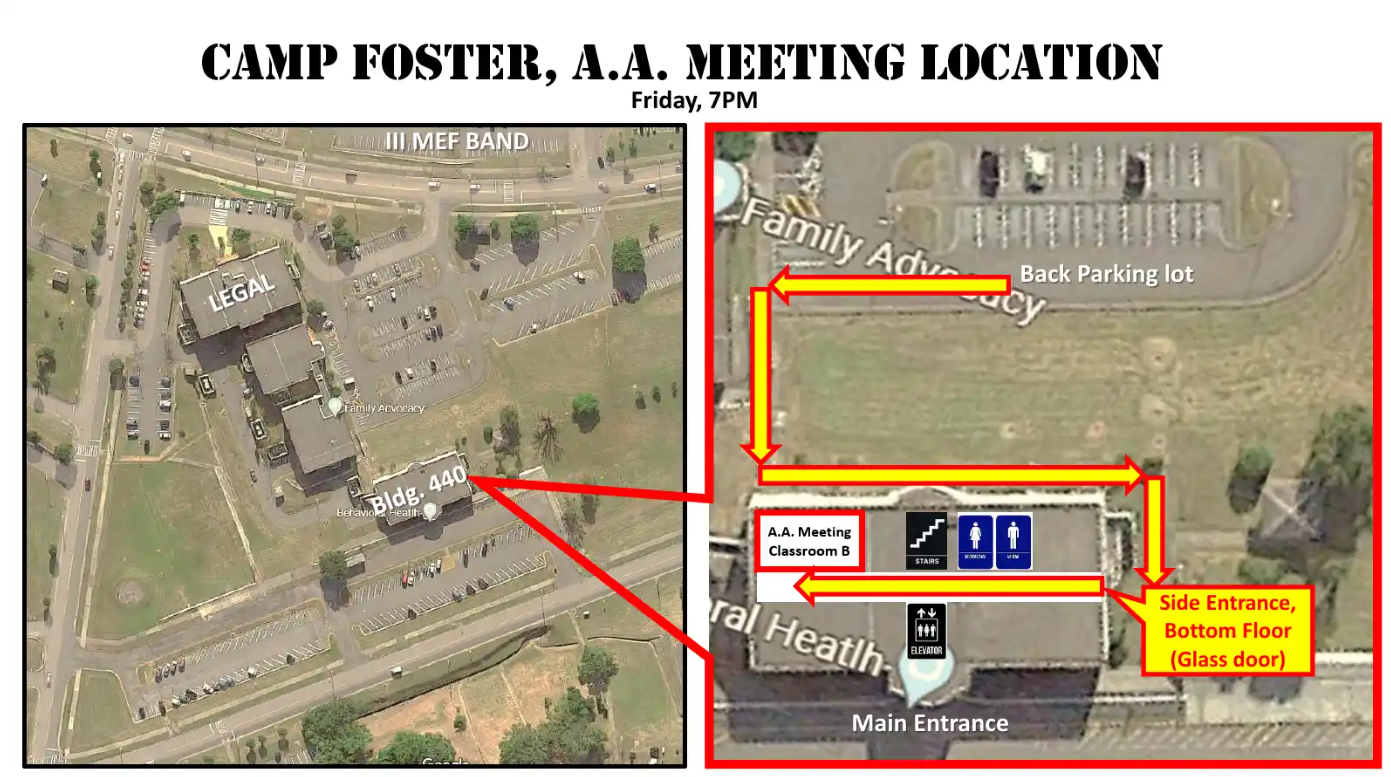 CAMP FOSTER, A.A. MEETING LOCATION
Friday, 7PM
III MEF BAND
LEGAL
Family Advocacy
Bldg. 440
Behavioral Heatlh
Family Advocacy
Back Parking lot
A.A. Meeting
Classroom B
STAIRS
WOMEN
MEN
Side Entrance,
Bottom Floor
(Glass door)
ELEVATOR
ral Heatlh
Main Entrance
Google